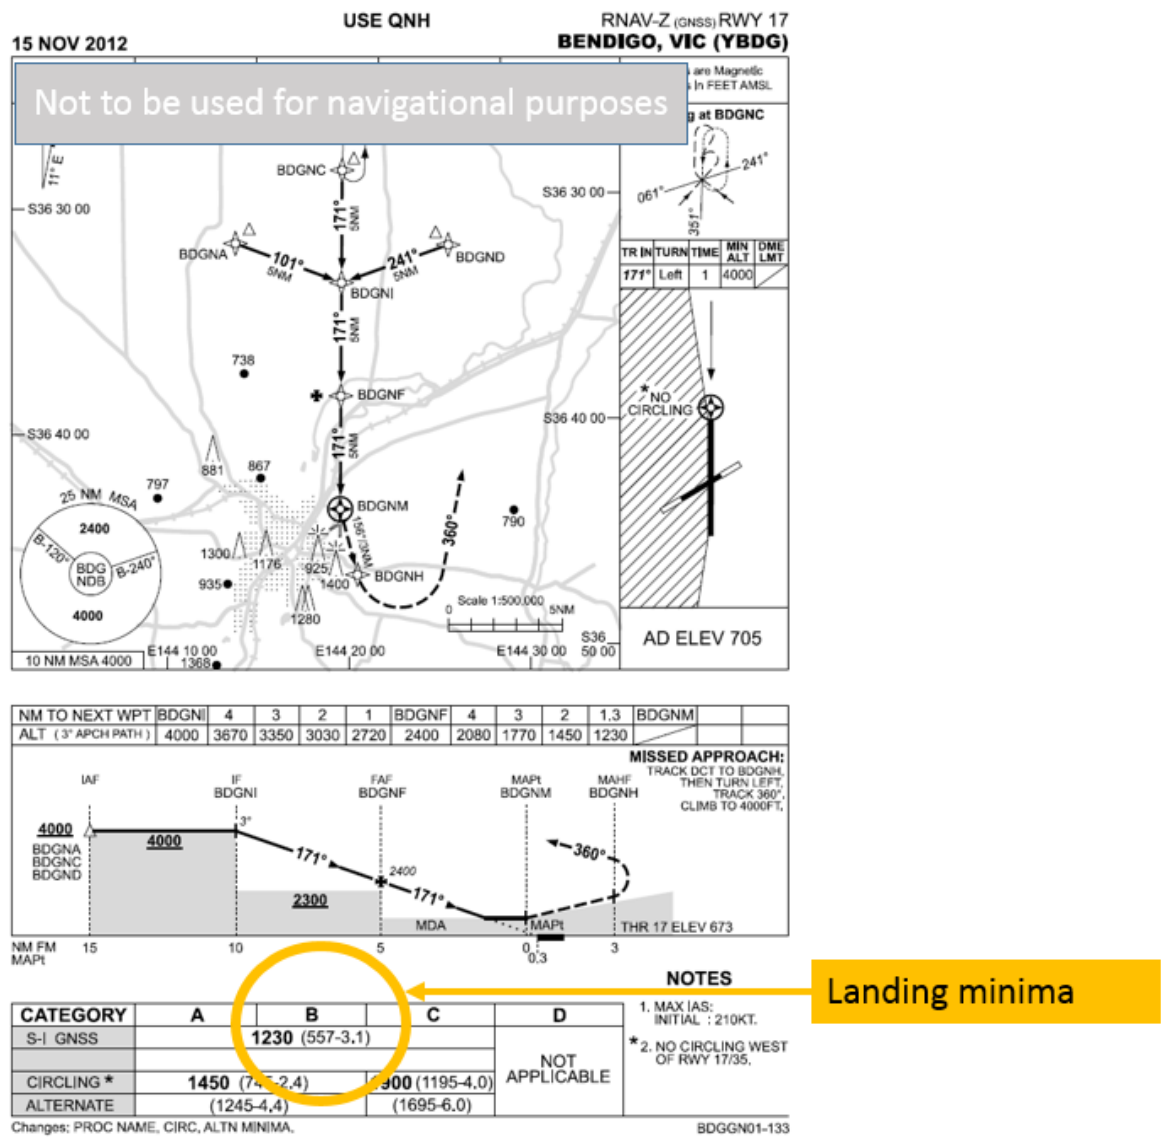 USE QNH
RNAV-Z (GNSS) RWY 17
15 NOV 2012
BENDIGO, VIC (YBDG)
Not to be used for navigational purposes
are Magnetic
in FEET AMSL
g at BDGNC
241°
061°
351°
TR IN TURN TIME MIN ALT DME LMT
171° Left 1 4000
* NO
CIRCLING
AD ELEV 705
11° E
BDGNC
S36 30 00
S36 30 00
171°
5NM
BDGNA
BDGND
101°
5NM
241°
5NM
BDGNI
171°
5NM
738
BDGNF
S36 40 00
S36 40 00
171°
5NM
881
867
797
25 NM MSA
2400
B-120°
B-240°
BDG
NDB
4000
BDGNM
790
156°/3NM
360°
1300
1176
925
1400
BDGNH
935
1280
Scale 1:500,000
0 5NM
10 NM MSA 4000
1368
E144 10 00
E144 20 00
E144 30 00
S36
50 00
NM TO NEXT WPT BDGNI 4 3 2 1 BDGNF 4 3 2 1.3 BDGNM
ALT (3° APCH PATH) 4000 3670 3350 3030 2720 2400 2080 1770 1450 1230
MISSED APPROACH:
TRACK DCT TO BDGNH,
THEN TURN LEFT,
TRACK 360°,
CLIMB TO 4000FT.
IAF
IF
BDGNI
FAF
BDGNF
MAPt
BDGNM
MAHF
BDGNH
4000
BDGNA
BDGNC
BDGND
4000
3°
171°
2400
171°
360°
2300
MDA
MAPt
THR 17 ELEV 673
NM FM
MAPt
15 10 5 0 0.3 3
Landing minima
NOTES
1. MAX IAS:
INITIAL : 210KT.
* 2. NO CIRCLING WEST
OF RWY 17/35.
CATEGORY A B C D
S-I GNSS 1230 (557-3.1)
NOT
APPLICABLE
CIRCLING * 1450 (745-2.4) 1900 (1195-4.0)
ALTERNATE (1245-4.4) (1695-6.0)
Changes: PROC NAME, CIRC, ALTN MINIMA.
BDGGN01-133